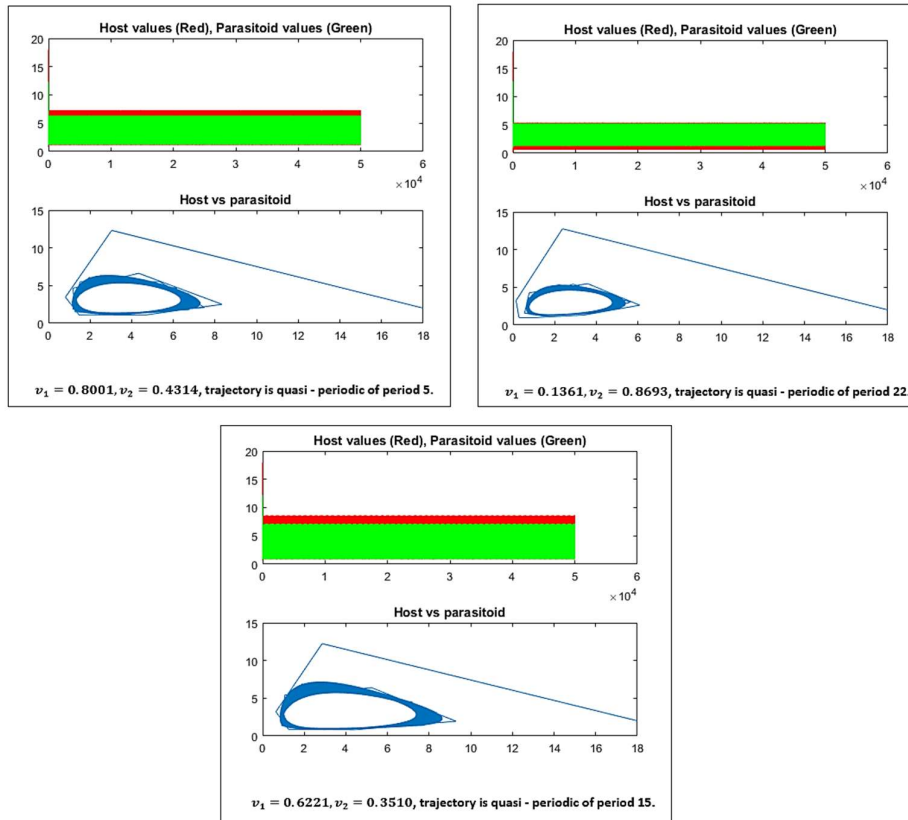 Host values (Red), Parasitoid values (Green)
20
15
10
5
0
0 1 2 3 4 5 6
×10⁴
Host vs parasitoid
15
10
5
0
0 2 4 6 8 10 12 14 16 18
v₁ = 0.8001, v₂ = 0.4314, trajectory is quasi - periodic of period 5.
Host values (Red), Parasitoid values (Green)
20
15
10
5
0
0 1 2 3 4 5 6
×10⁴
Host vs parasitoid
15
10
5
0
0 2 4 6 8 10 12 14 16 18
v₁ = 0.1361, v₂ = 0.8693, trajectory is quasi - periodic of period 22.
Host values (Red), Parasitoid values (Green)
20
15
10
5
0
0 1 2 3 4 5 6
×10⁴
Host vs parasitoid
15
10
5
0
0 2 4 6 8 10 12 14 16 18
v₁ = 0.6221, v₂ = 0.3510, trajectory is quasi - periodic of period 15.